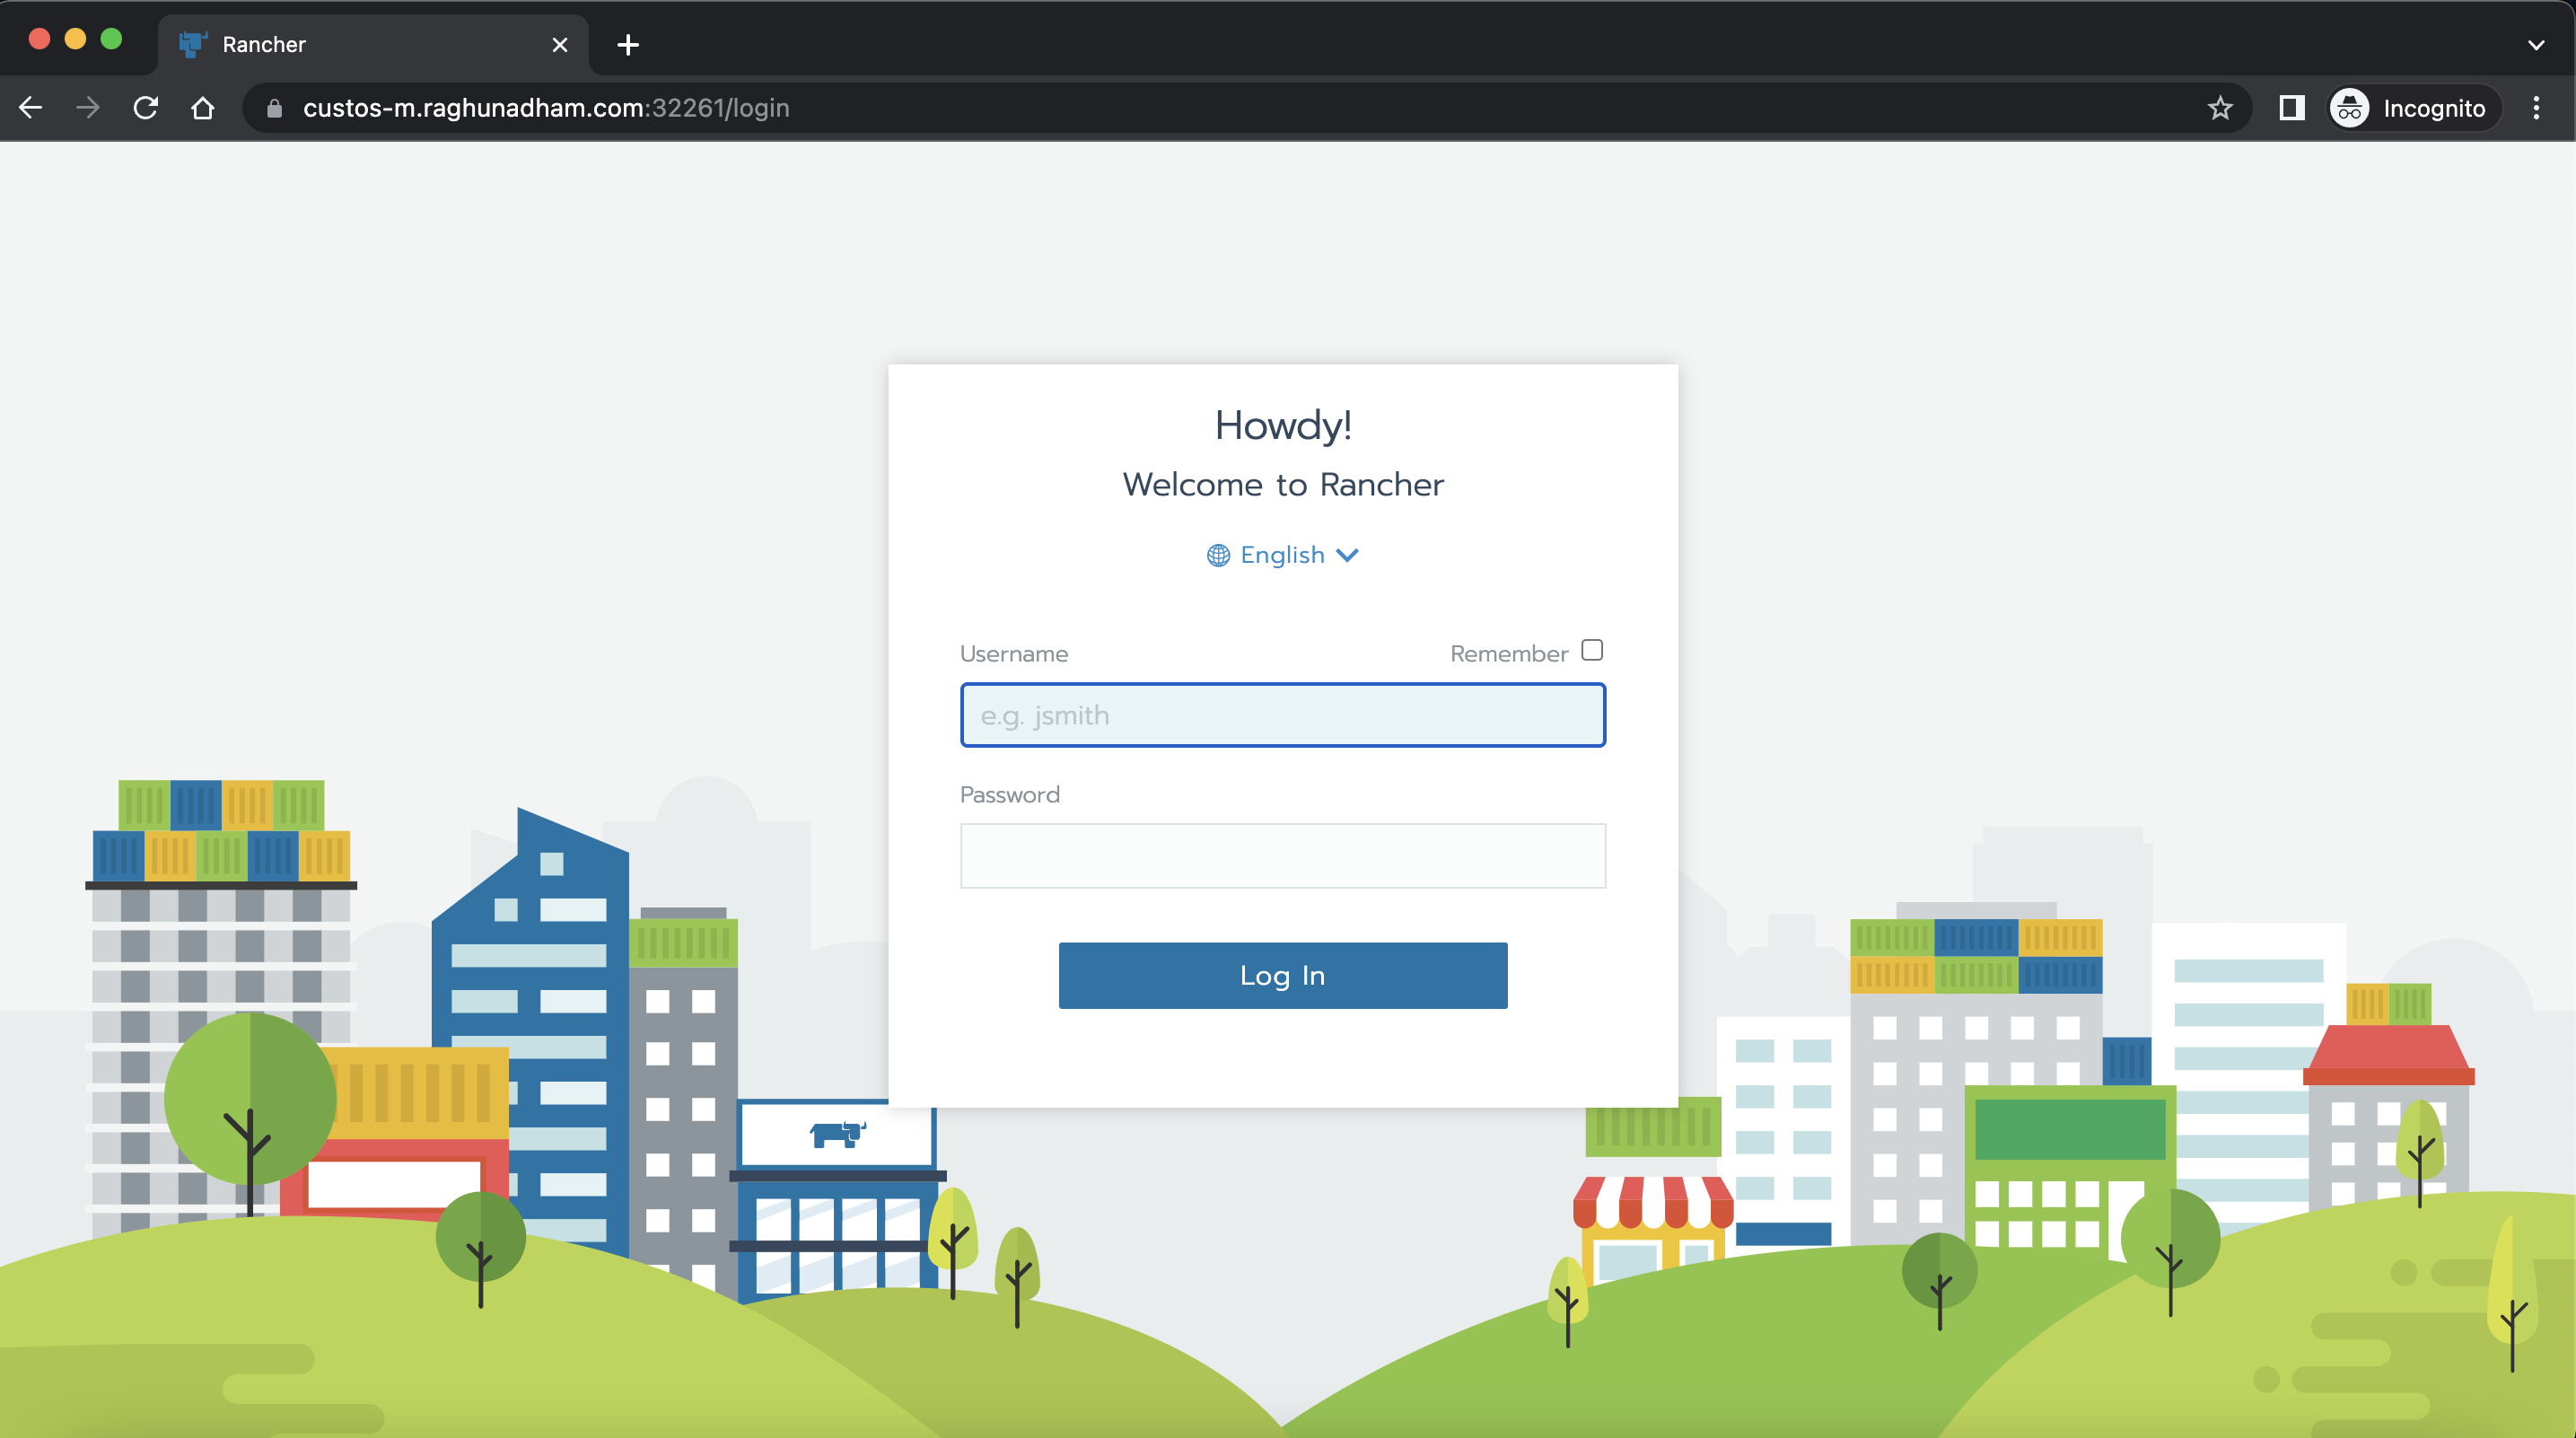 Rancher
custos-m.raghunadham.com:32261/login
Incognito
Howdy!
Welcome to Rancher
English
Username
Remember
e.g. jsmith
Password
Log In